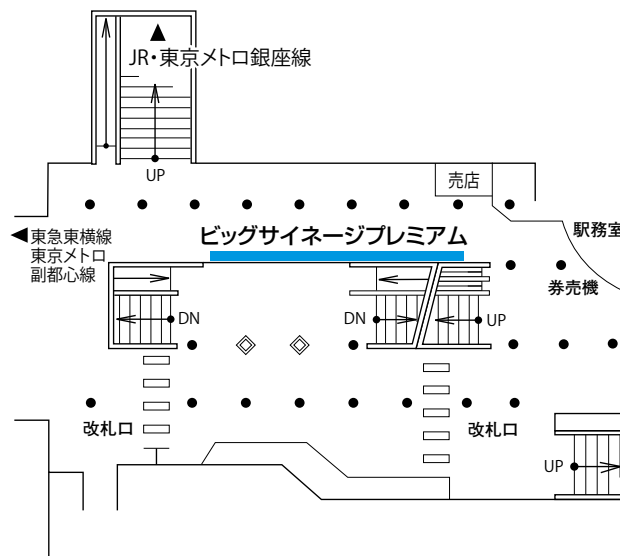 JR・東京メトロ銀座線
UP
売店
駅務室
ビッグサイネージプレミアム
東急東横線
東京メトロ
副都心線
券売機
DN
DN
UP
改札口
改札口
UP